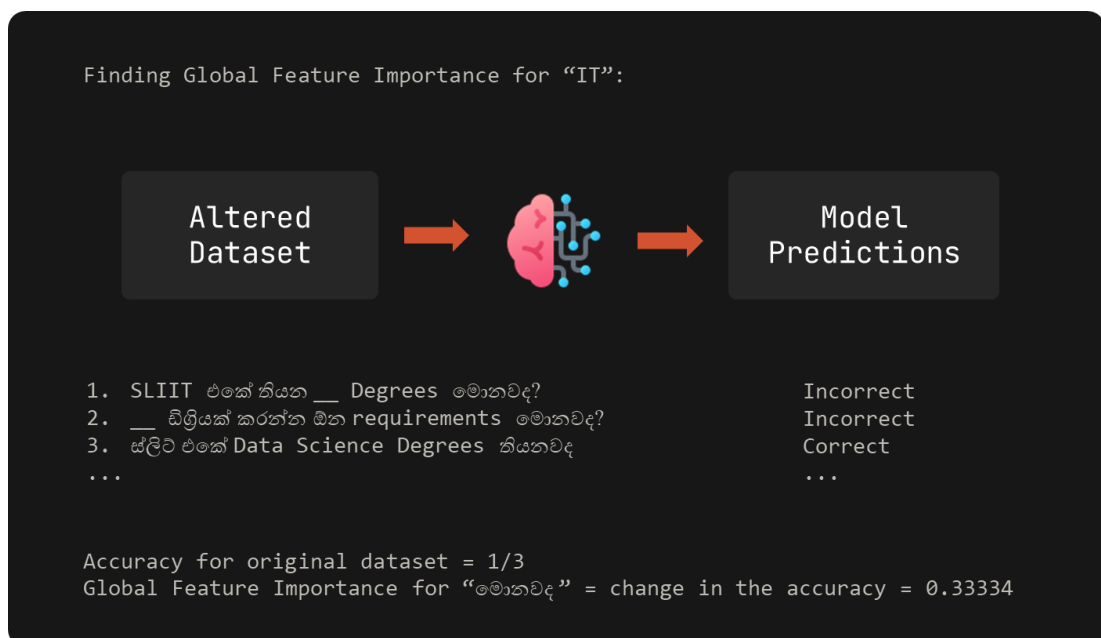 Finding Global Feature Importance for “IT”:
Altered
Dataset
Model
Predictions
1. SLIIT එකේ තියන __ Degrees මොනවද? Incorrect
2. __ ඩිග්‍රියක් කරන්න ඕන requirements මොනවද? Incorrect
3. ස්ලිට් එකේ Data Science Degrees තියනවද Correct
... ...
Accuracy for original dataset = 1/3
Global Feature Importance for “මොනවද” = change in the accuracy = 0.33334